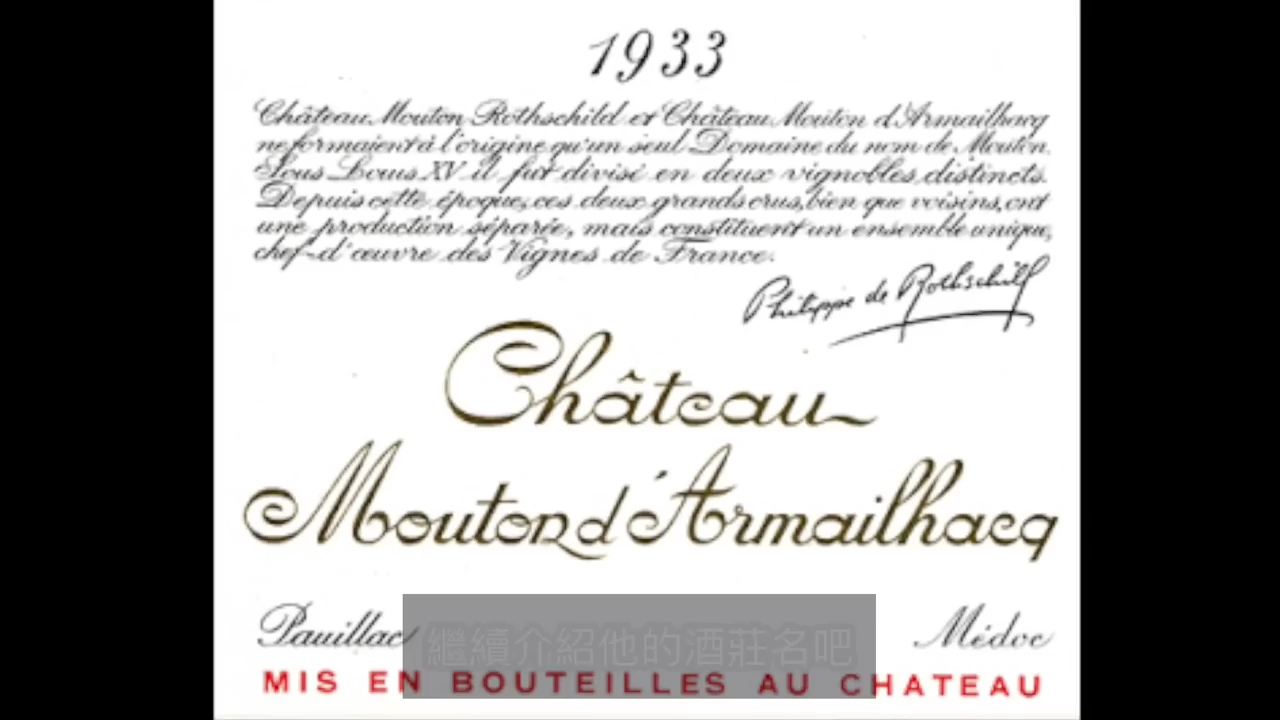 1933
Château Mouton Rothschild et Château Mouton d'Armailhacq
ne formaient à l'origine qu'un seul Domaine du nom de Mouton.
Sous Louis XV il fut divisé en deux vignobles distincts.
Depuis cette époque, ces deux grands crus, bien que voisins, ont
une production séparée, mais constituent un ensemble unique,
chef-d'œuvre des Vignes de France.
Philippe de Rothschild
Château
Mouton d'Armailhacq
Pauillac Médoc
繼續介紹他的酒莊名吧
MIS EN BOUTEILLES AU CHATEAU